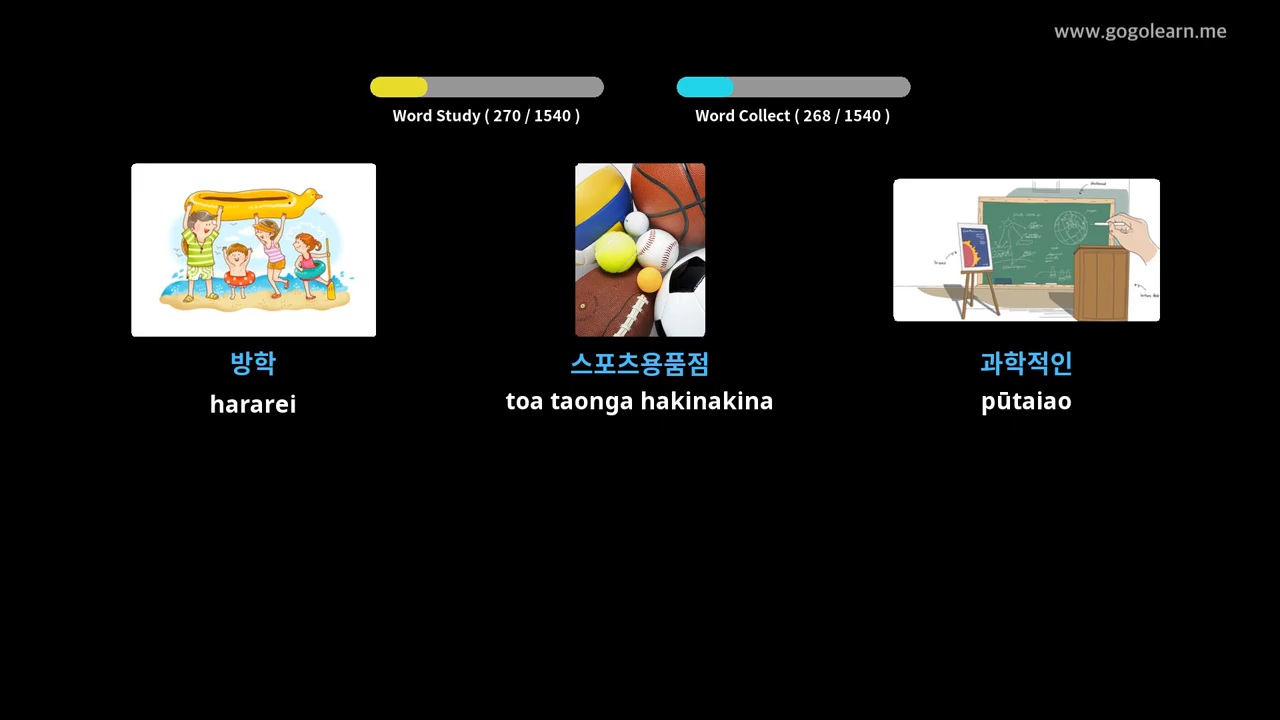 www.gogolearn.me
Word Study ( 270 / 1540 )
Word Collect ( 268 / 1540 )
방학
스포츠용품점
과학적인
hararei
toa taonga hakinakina
pūtaiao